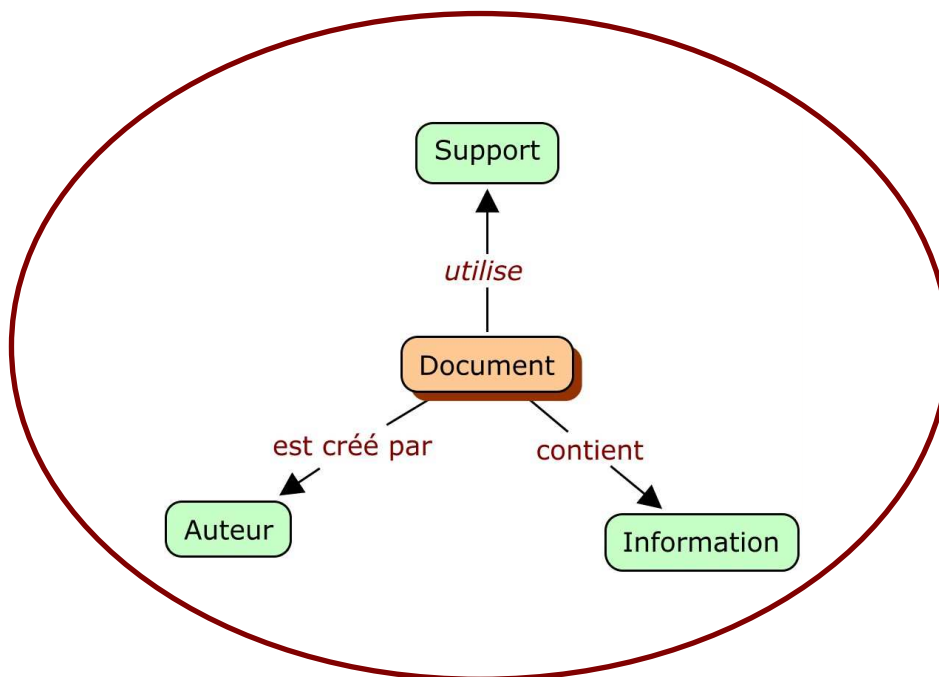 Support
utilise
Document
est créé par
contient
Auteur
Information